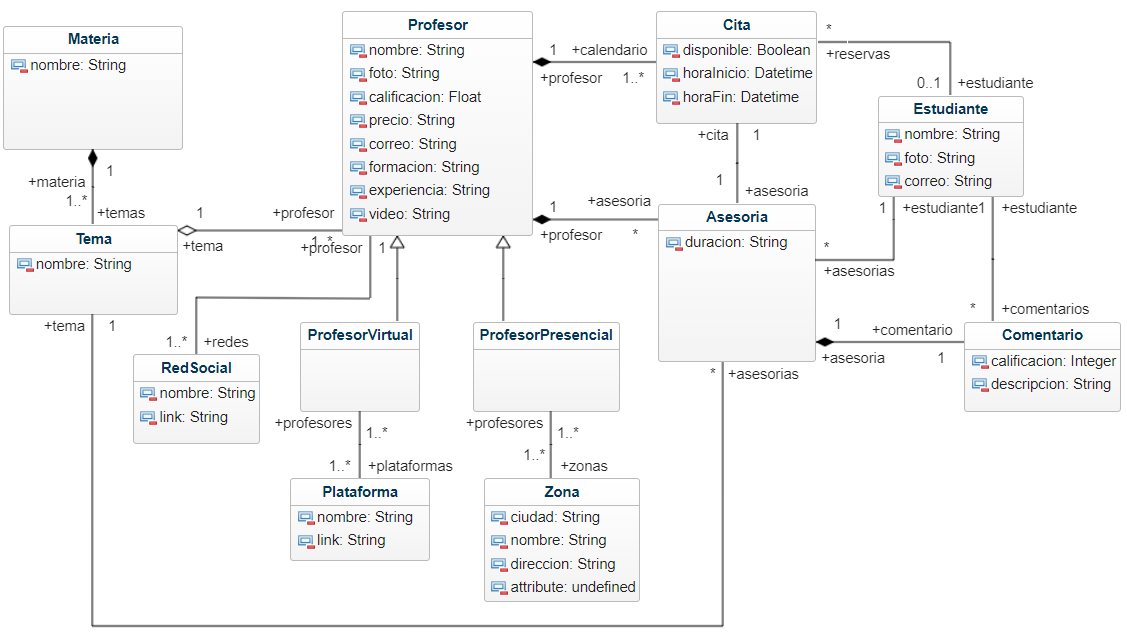 Materia
nombre: String
Profesor
nombre: String
foto: String
calificacion: Float
precio: String
correo: String
formacion: String
experiencia: String
video: String
Cita
disponible: Boolean
horaInicio: Datetime
horaFin: Datetime
1 +calendario
+profesor 1..*
*
+reservas
0..1 +estudiante
Estudiante
nombre: String
foto: String
correo: String
1
+materia
1..*
+temas
+cita 1
1
+asesoria
1 +estudiante
1 +estudiante
Tema
nombre: String
1 +profesor
+tema 1..*
+profesor 1
+asesoria
1
+profesor *
Asesoria
duracion: String
*
+asesorias
+tema 1
1..* +redes
RedSocial
nombre: String
link: String
ProfesorVirtual
ProfesorPresencial
* +comentarios
1 +comentario
+asesoria 1
Comentario
calificacion: Integer
descripcion: String
* +asesorias
+profesores
1..*
1..* +plataformas
+profesores
1..*
1..*
+zonas
Plataforma
nombre: String
link: String
Zona
ciudad: String
nombre: String
direccion: String
attribute: undefined